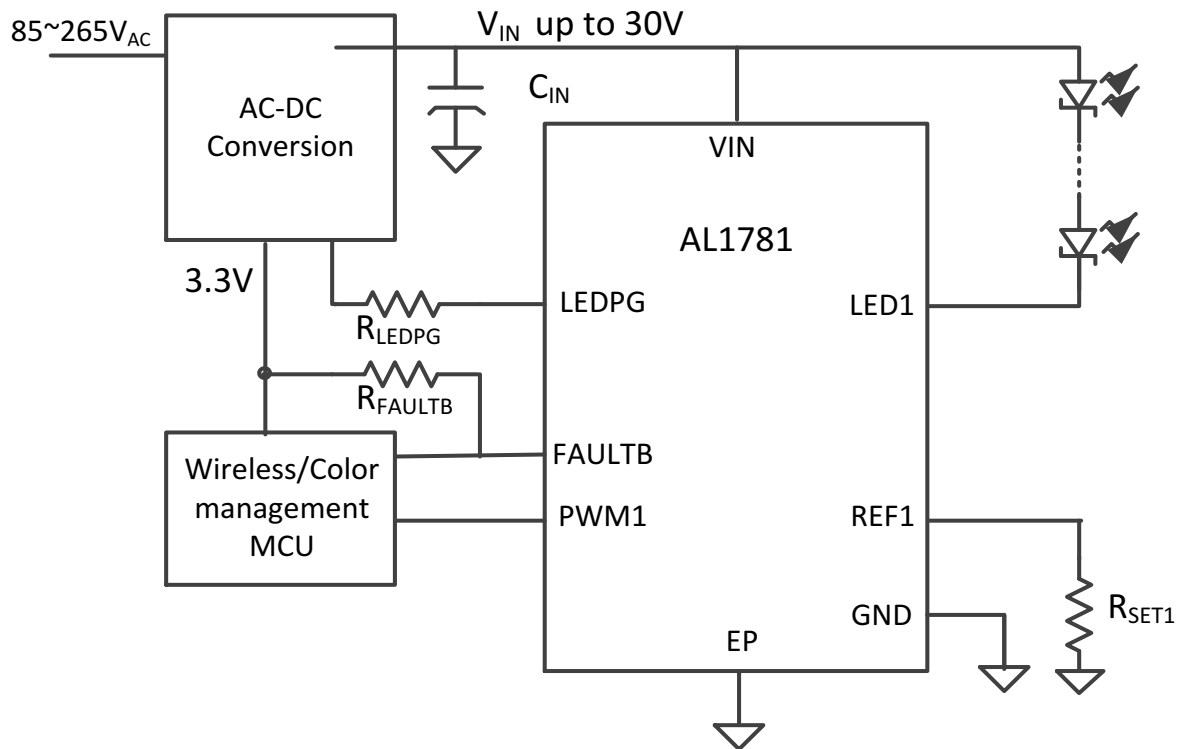 85~265VAC
VIN up to 30V
AC-DC
Conversion
CIN
VIN
AL1781
3.3V
LEDPG
LED1
RLEDPG
RFAULTB
FAULTB
Wireless/Color
management
MCU
PWM1
REF1
RSET1
GND
EP